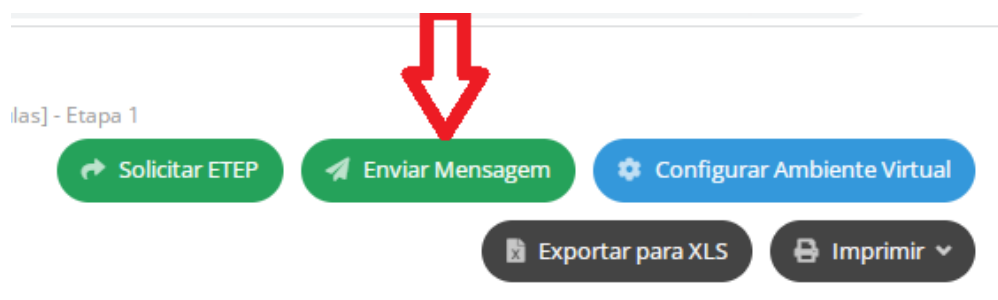 las] - Etapa 1
Solicitar ETEP Enviar Mensagem Configurar Ambiente Virtual
Exportar para XLS Imprimir